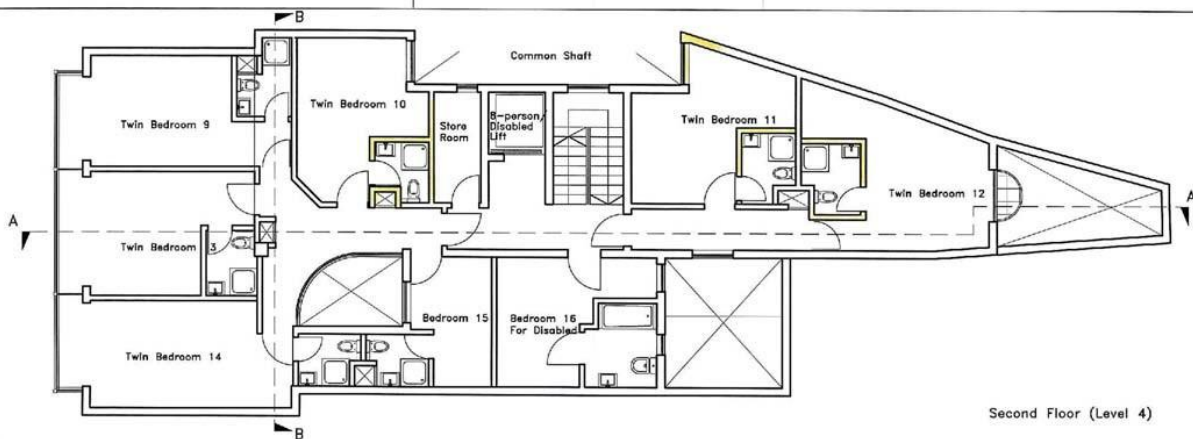 B
Common Shaft
Twin Bedroom 9
Twin Bedroom 10
Store
Room
8-person/
Disabled
Lift
Twin Bedroom 11
Twin Bedroom 12
A
A
Twin Bedroom 3
Bedroom 15
Bedroom 16
For Disabled
Twin Bedroom 14
B
Second Floor (Level 4)